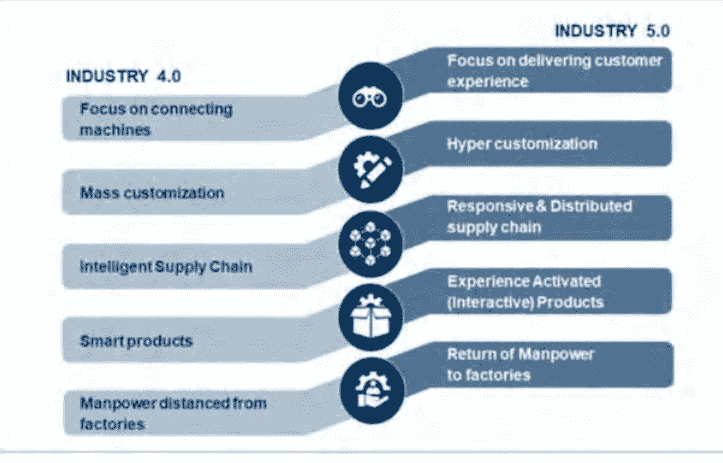 INDUSTRY 4.0
Focus on connecting
machines
Mass customization
Intelligent Supply Chain
Smart products
Manpower distanced from
factories
INDUSTRY 5.0
Focus on delivering customer
experience
Hyper customization
Responsive & Distributed
supply chain
Experience Activated
(Interactive) Products
Return of Manpower
to factories